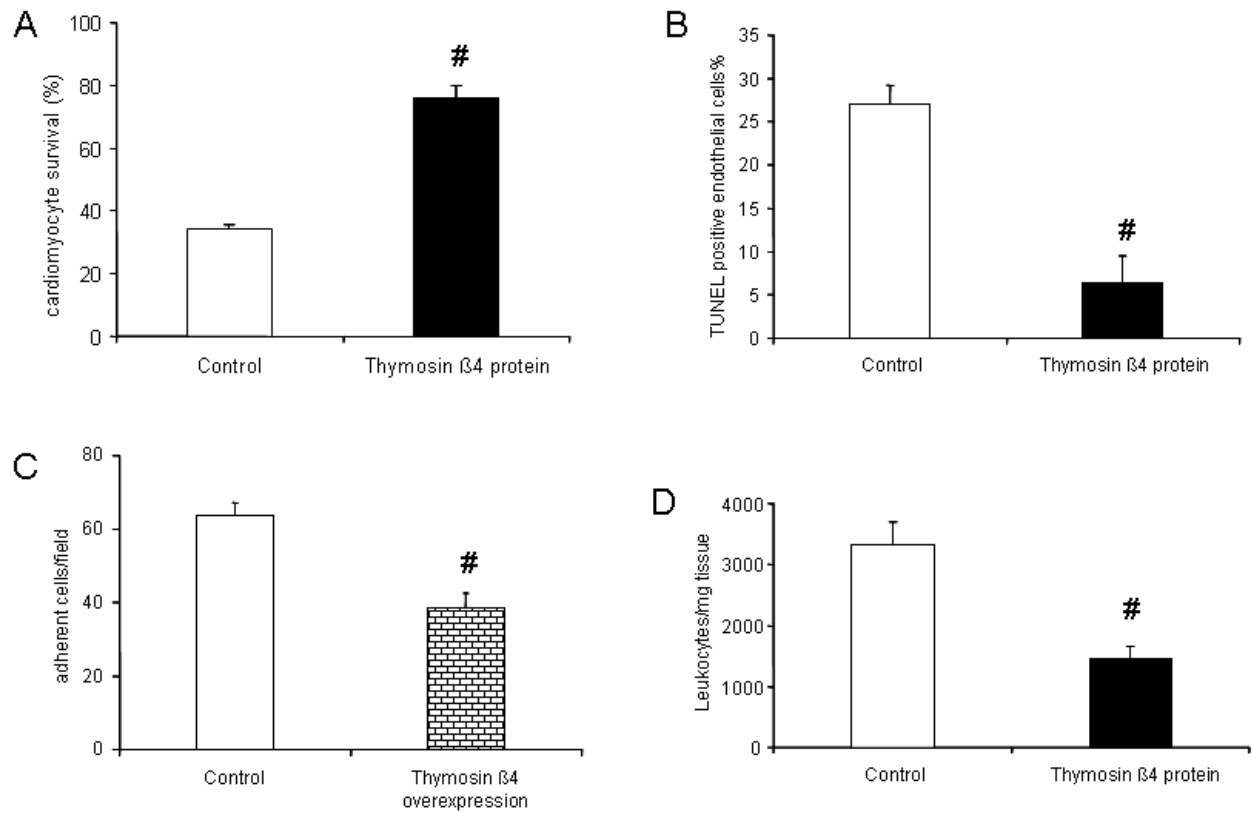 A
cardiomyocyte survival (%)
100
80
60
40
20
0
#
Control
Thymosin ß4 protein
B
TUNEL positive endothelial cells%
35
30
25
20
15
10
5
0
#
Control
Thymosin ß4 protein
C
adherent cells/field
80
60
40
20
0
#
Control
Thymosin ß4
overexpression
D
Leukocytes/mg tissue
4000
3000
2000
1000
0
#
Control
Thymosin ß4 protein